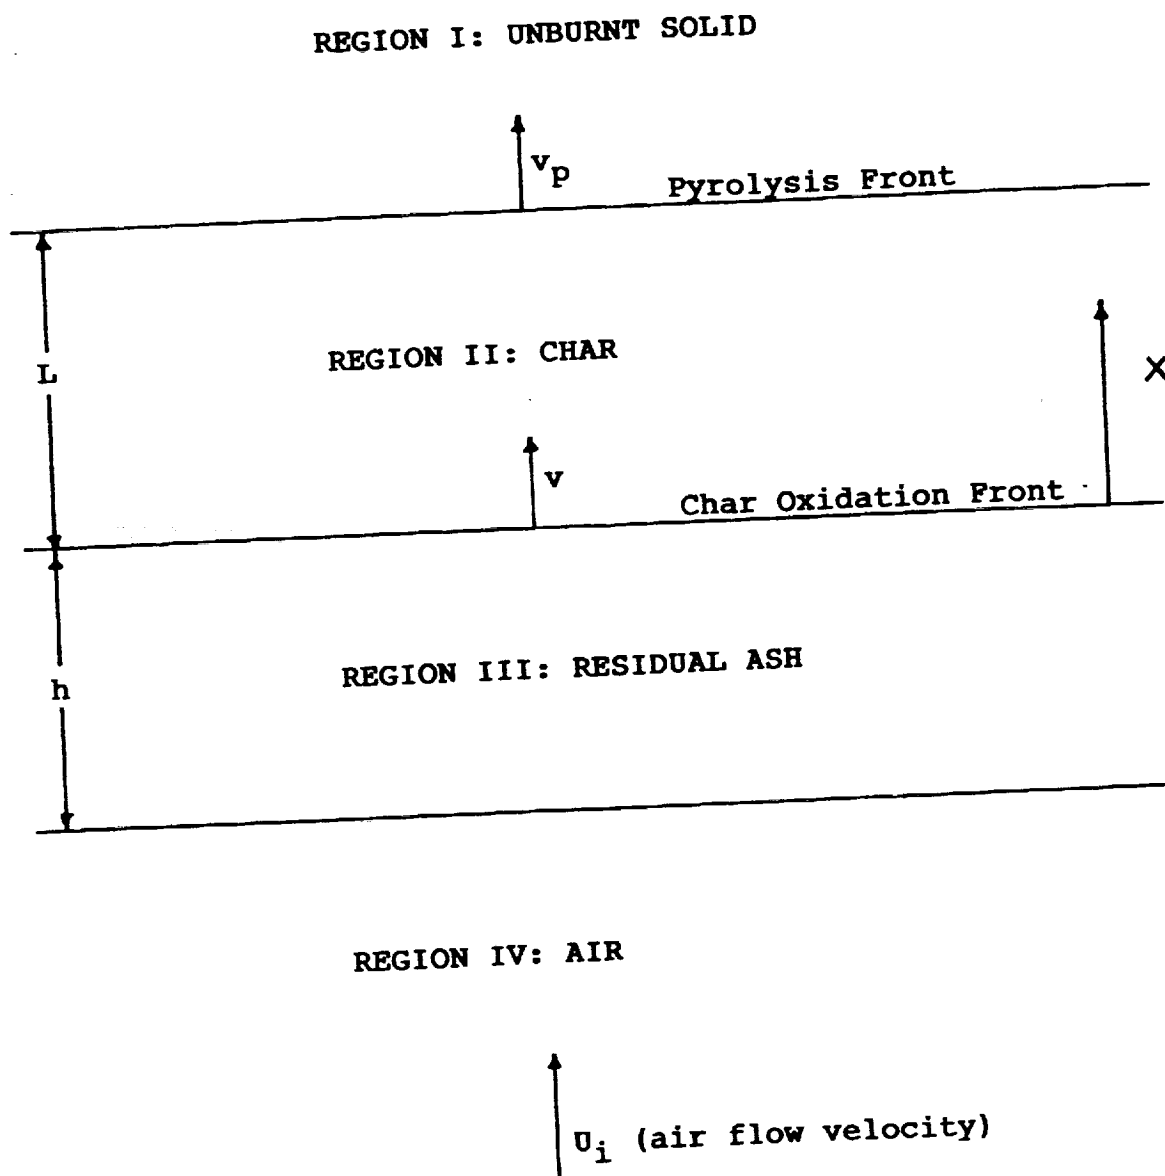 REGION I: UNBURNT SOLID
vp
Pyrolysis Front
L
REGION II: CHAR
X
v
Char Oxidation Front
h
REGION III: RESIDUAL ASH
REGION IV: AIR
Ui (air flow velocity)